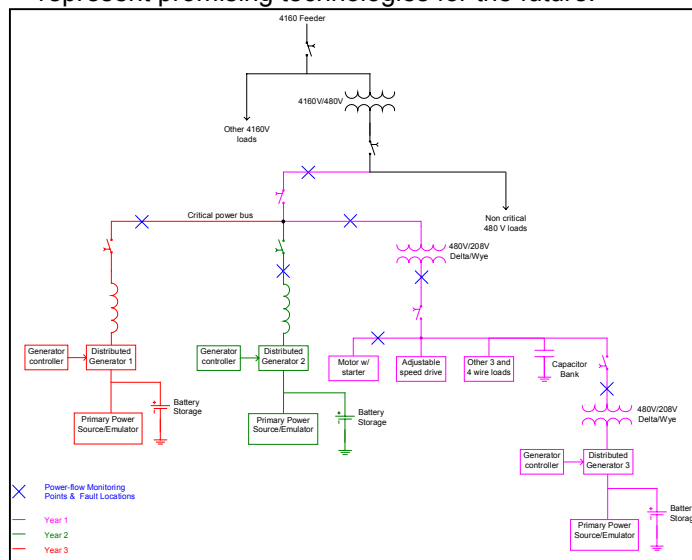 represent promising technologies for the future.
4160 Feeder
4160V/480V
Other 4160V
loads
Critical power bus
Non critical
480 V loads
480V/208V
Delta/Wye
Generator
controller
Distributed
Generator 1
Generator
controller
Distributed
Generator 2
Motor w/
starter
Adjustable
speed drive
Other 3 and
4 wire loads
Capacitor
Bank
+
Battery
Storage
Primary Power
Source/Emulator
+
Battery
Storage
Primary Power
Source/Emulator
480V/208V
Delta/Wye
Generator
controller
Distributed
Generator 3
+
Battery
Storage
Primary Power
Source/Emulator
Power-flow Monitoring
Points & Fault Locations
Year 1
Year 2
Year 3